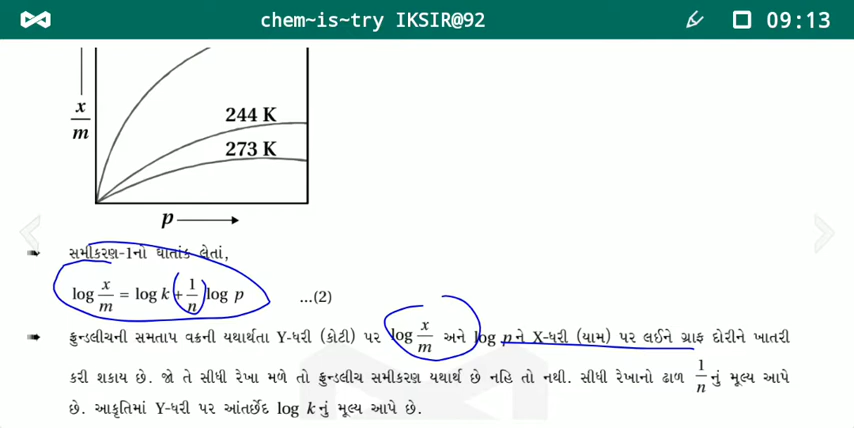 chem~is~try IKSIR@92
09:13
x/m
244 K
273 K
p
સમીકરણ-1નો ઘાતાંક લેતાં,
log x/m = log k + 1/n log p ...(2)
ફ્રુન્ડલીચની સમતાપ વક્રની યથાર્થતા Y-ધરી (કોટી) પર log x/m અને log pને X-ધરી (યામ) પર લઈને ગ્રાફ દોરીને ખાતરી
કરી શકાય છે. જો તે સીધી રેખા મળે તો ફ્રુન્ડલીચ સમીકરણ યથાર્થ છે નહિ તો નથી. સીધી રેખાનો ઢાળ 1/n નું મૂલ્ય આપે
છે. આકૃતિમાં Y-ધરી પર આંતર્છેદ log kનું મૂલ્ય આપે છે.